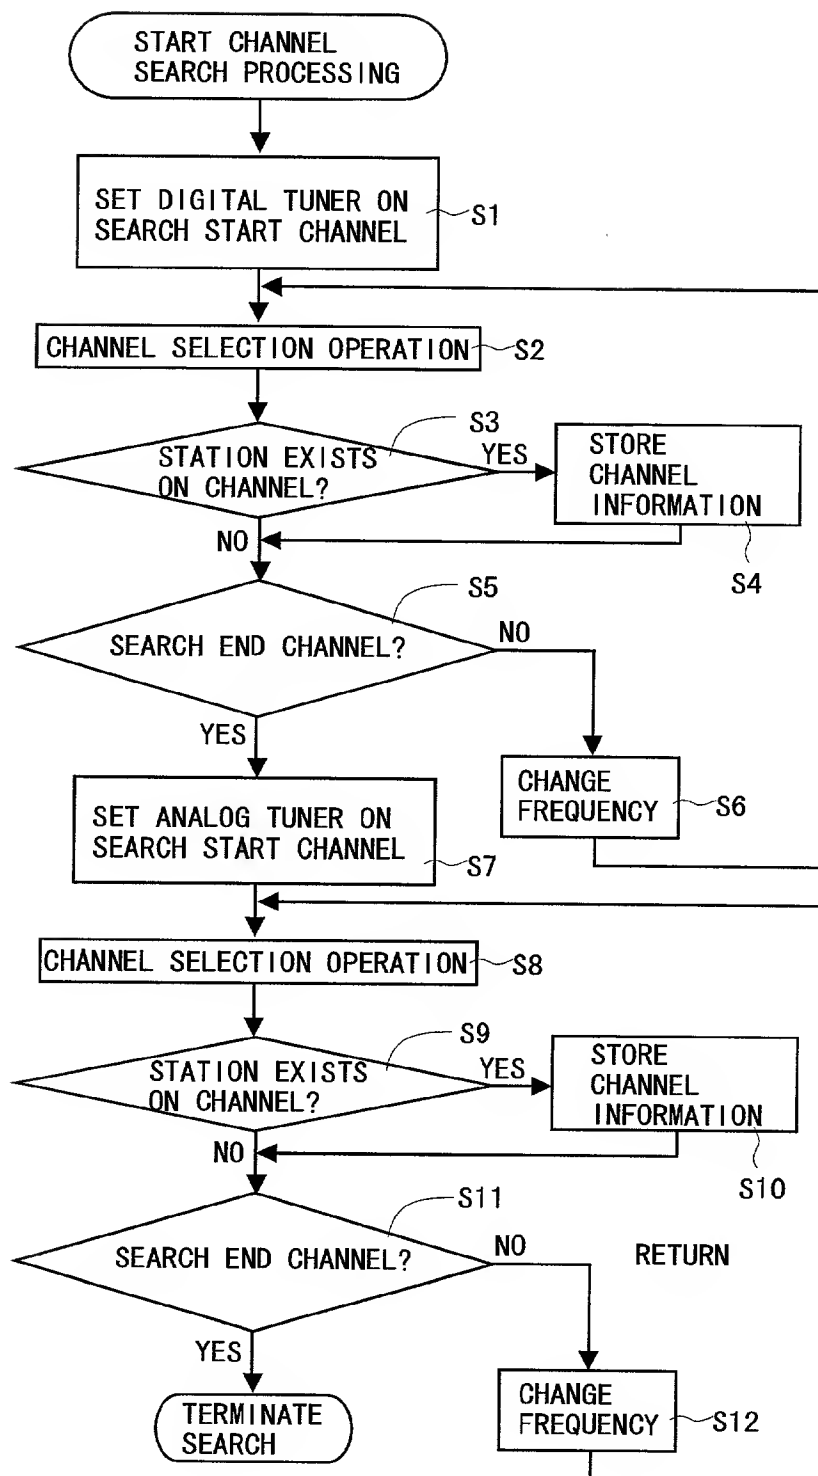 START CHANNEL
SEARCH PROCESSING
SET DIGITAL TUNER ON
SEARCH START CHANNEL
S1
CHANNEL SELECTION OPERATION
S2
S3
STATION EXISTS
ON CHANNEL?
YES
STORE
CHANNEL
INFORMATION
S4
NO
S5
SEARCH END CHANNEL?
NO
YES
CHANGE
FREQUENCY
S6
SET ANALOG TUNER ON
SEARCH START CHANNEL
S7
CHANNEL SELECTION OPERATION
S8
S9
STATION EXISTS
ON CHANNEL?
YES
STORE
CHANNEL
INFORMATION
S10
NO
S11
SEARCH END CHANNEL?
NO
RETURN
YES
CHANGE
FREQUENCY
S12
TERMINATE
SEARCH